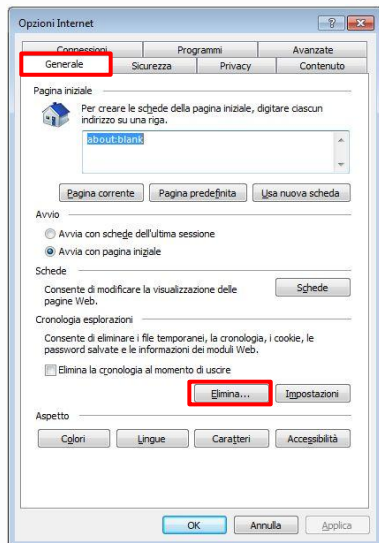 Opzioni Internet
Connessioni Programmi Avanzate
Generale Sicurezza Privacy Contenuto
Pagina iniziale
Per creare le schede della pagina iniziale, digitare ciascun
indirizzo su una riga.
about:blank
Pagina corrente Pagina predefinita Usa nuova scheda
Avvio
Avvia con schede dell'ultima sessione
Avvia con pagina iniziale
Schede
Consente di modificare la visualizzazione delle
pagine Web.
Schede
Cronologia esplorazioni
Consente di eliminare i file temporanei, la cronologia, i cookie, le
password salvate e le informazioni dei moduli Web.
Elimina la cronologia al momento di uscire
Elimina... Impostazioni
Aspetto
Colori Lingue Caratteri Accessibilità
OK Annulla Applica